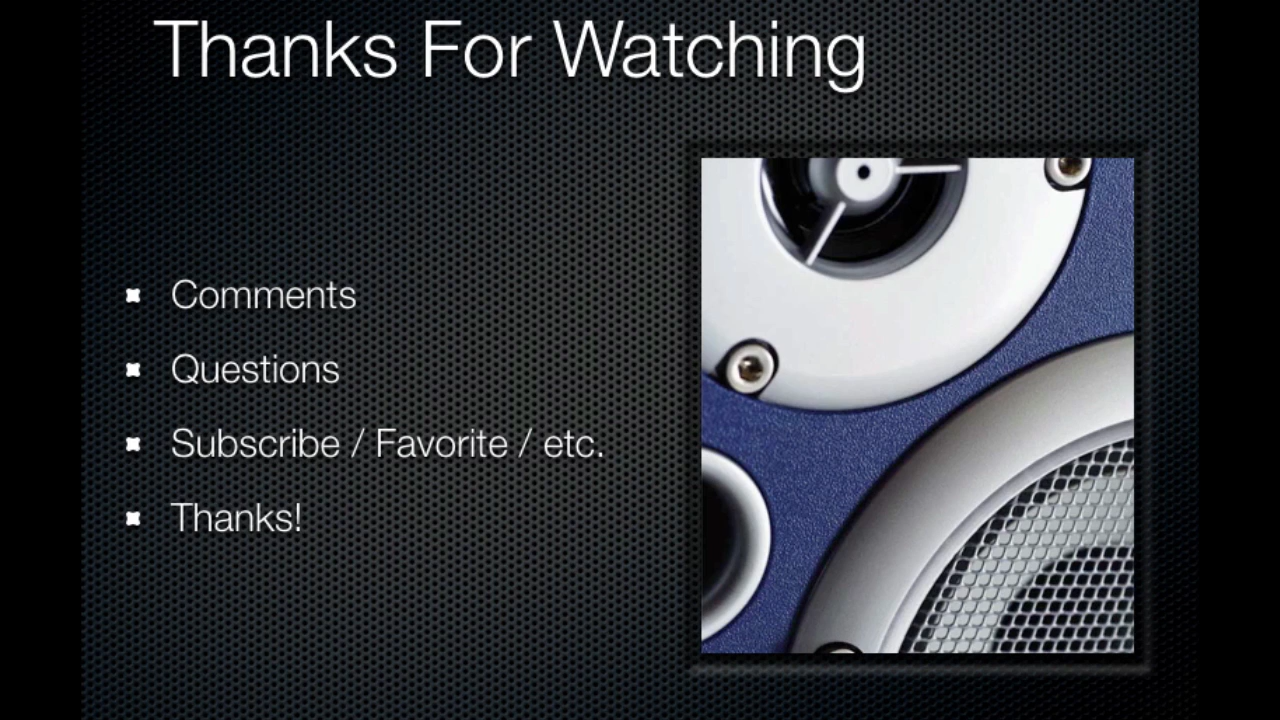 Thanks For Watching
Comments
Questions
Subscribe / Favorite / etc.
Thanks!